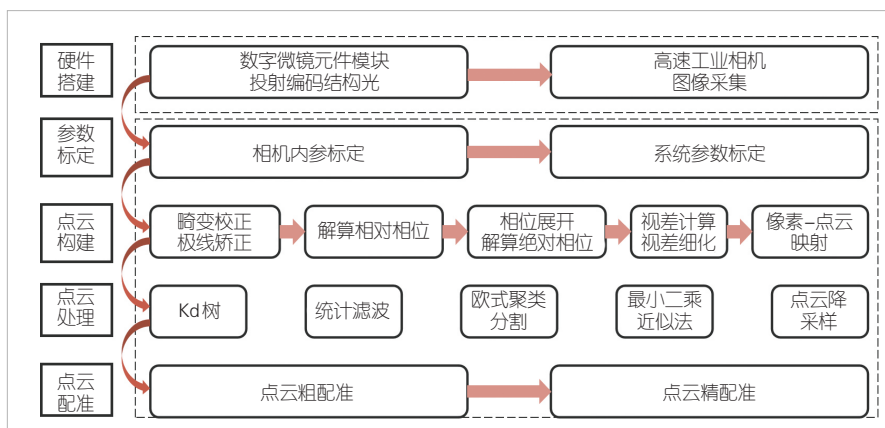 硬件
搭建
数字微镜元件模块
投射编码结构光
高速工业相机
图像采集
参数
标定
相机内参标定
系统参数标定
点云
构建
畸变校正
极线矫正
解算相对相位
相位展开
解算绝对相位
视差计算
视差细化
像素-点云
映射
点云
处理
Kd树
统计滤波
欧式聚类
分割
最小二乘
近似法
点云降
采样
点云
配准
点云粗配准
点云精配准